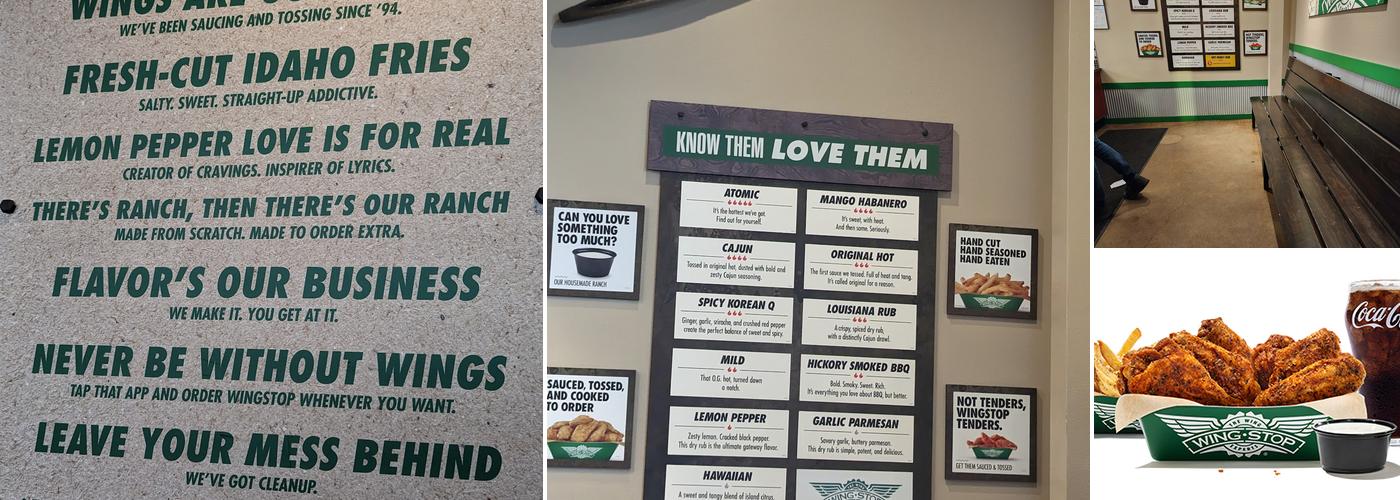 WINGS ARE
WE'VE BEEN SAUCING AND TOSSING SINCE '94.
FRESH-CUT IDAHO FRIES
SALTY. SWEET. STRAIGHT-UP ADDICTIVE.
LEMON PEPPER LOVE IS FOR REAL
CREATOR OF CRAVINGS. INSPIRER OF LYRICS.
THERE'S RANCH, THEN THERE'S OUR RANCH
MADE FROM SCRATCH. MADE TO ORDER EXTRA.
FLAVOR'S OUR BUSINESS
WE MAKE IT. YOU GET AT IT.
NEVER BE WITHOUT WINGS
TAP THAT APP AND ORDER WINGSTOP WHENEVER YOU WANT.
LEAVE YOUR MESS BEHIND
WE'VE GOT CLEANUP.
KNOW THEM LOVE THEM
CAN YOU LOVE
SOMETHING
TOO MUCH?
OUR HOUSEMADE RANCH
SAUCED, TOSSED,
AND COOKED
TO ORDER
ATOMIC
It's the hottest we've got.
Find out for yourself.
CAJUN
Tossed in original hot, dusted with bold and
zesty Cajun seasoning.
SPICY KOREAN Q
Ginger, garlic, sriracha, and crushed red pepper
create the perfect balance of sweet and spicy.
MILD
That O.G. hot, turned down
a notch.
LEMON PEPPER
Zesty lemon. Cracked black pepper.
This dry rub is the ultimate gateway flavor.
HAWAIIAN
A sweet and tangy blend of island citrus.
MANGO HABANERO
It's sweet, with heat.
And then some. Seriously.
ORIGINAL HOT
The first sauce we tossed. Full of heat and tang.
It's called original for a reason.
LOUISIANA RUB
A crispy, spiced dry rub,
with a distinctly Cajun drawl.
HICKORY SMOKED BBQ
Bold. Smoky. Sweet. Rich.
It's everything you love about BBQ, but better.
GARLIC PARMESAN
Savory garlic, buttery parmesan.
This dry rub is simple, potent, and delicious.
WING STOP
HAND CUT
HAND SEASONED
HAND EATEN
NOT TENDERS,
WINGSTOP
TENDERS.
GET THEM SAUCED & TOSSED
THE WING
WING STOP
EXPERTS
Coca-C